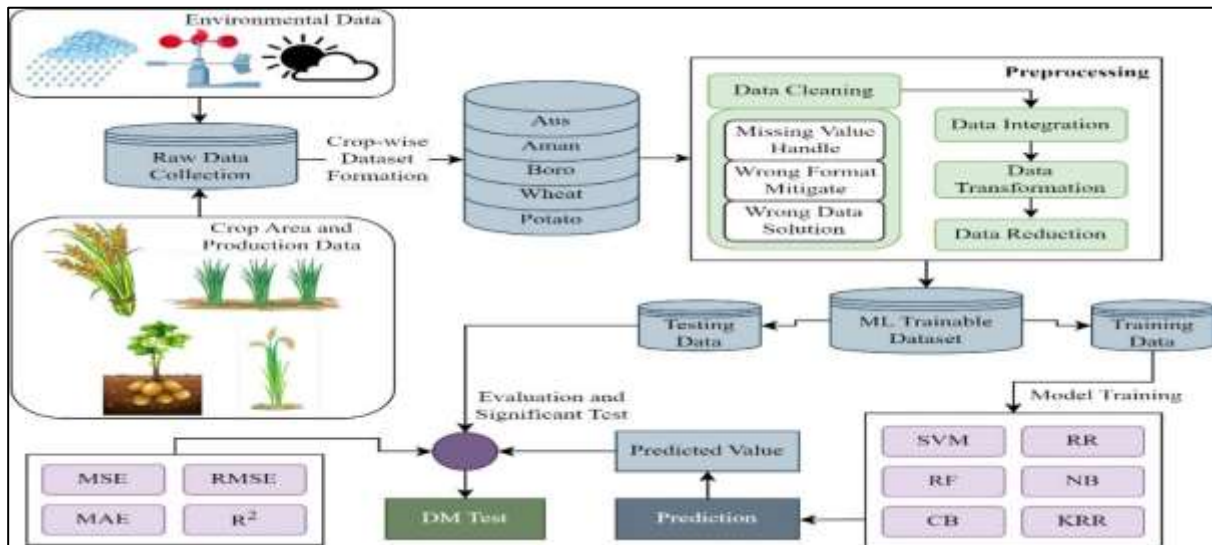 Environmental Data
Raw Data
Collection
Crop-wise
Dataset
Formation
Crop Area and
Production Data
Aus
Aman
Boro
Wheat
Potato
Preprocessing
Data Cleaning
Missing Value
Handle
Wrong Format
Mitigate
Wrong Data
Solution
Data Integration
Data
Transformation
Data Reduction
Testing
Data
ML Trainable
Dataset
Training
Data
Evaluation and
Significant Test
Model Training
MSE
RMSE
MAE
R²
DM Test
Predicted Value
Prediction
SVM
RR
RF
NB
CB
KRR